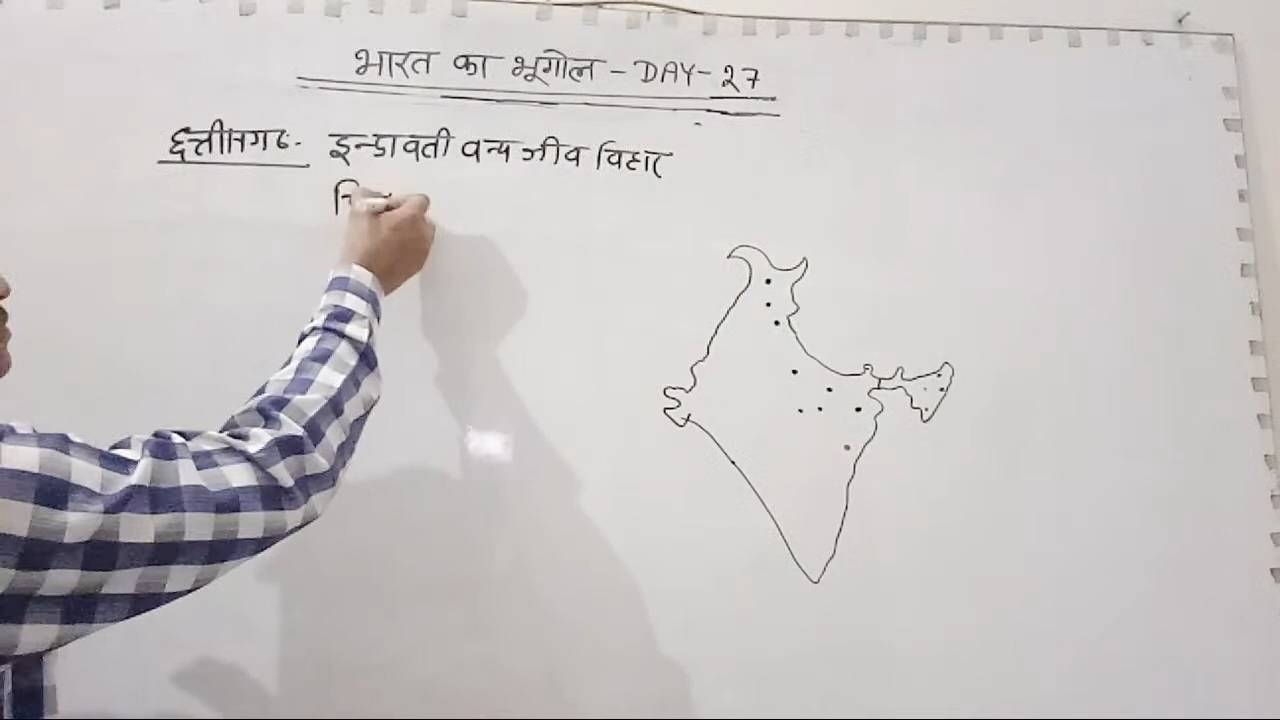 भारत का भूगोल - DAY - 27
छत्तीसगढ़- इन्द्रावती वन्य जीव विहार